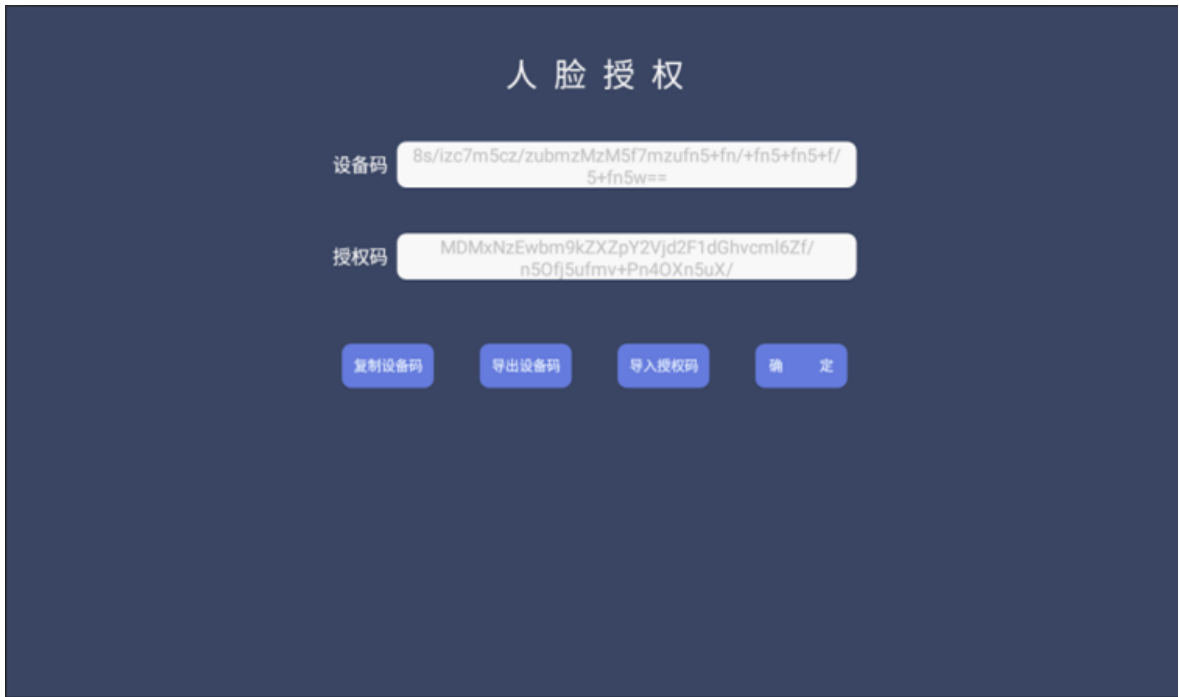 人脸授权
设备码
8s/izc7m5cz/zubmzMzM5f7mzufn5+fn/+fn5+fn5+f/
5+fn5w==
授权码
MDMxNzEwbm9kZXZpY2Vjd2F1dGhvcml6Zf/
n5Ofj5ufmv+Pn4OXn5uX/
复制设备码 导出设备码 导入授权码 确定